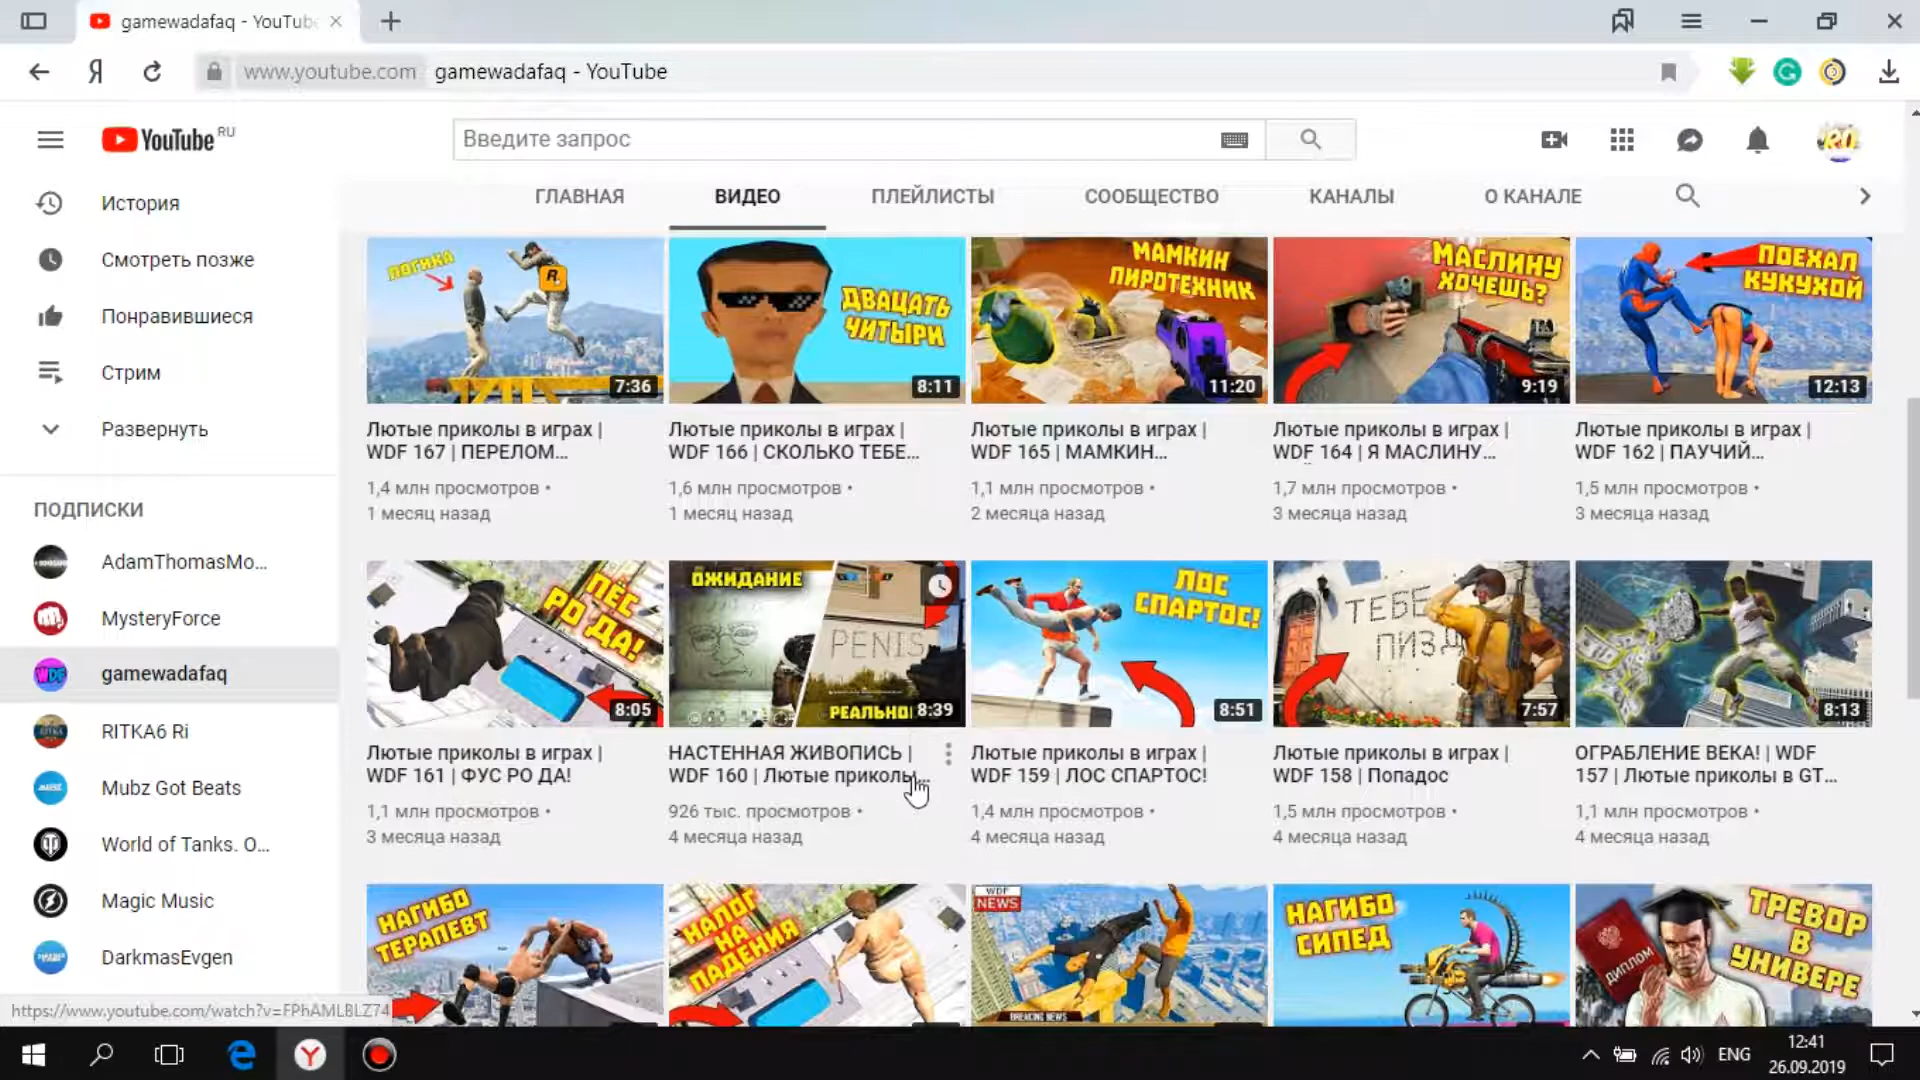 gamewadafaq - YouTube
www.youtube.com
gamewadafaq - YouTube
YouTube RU
Введите запрос
История
Смотреть позже
Понравившиеся
Стрим
Развернуть
ПОДПИСКИ
AdamThomasMo...
MysteryForce
gamewadafaq
RITKA6 Ri
Mubz Got Beats
World of Tanks. O...
Magic Music
DarkmasEvgen
ГЛАВНАЯ
ВИДЕО
ПЛЕЙЛИСТЫ
СООБЩЕСТВО
КАНАЛЫ
О КАНАЛЕ
ЛОГИКА
7:36
Лютые приколы в играх |
WDF 167 | ПЕРЕЛОМ...
1,4 млн просмотров •
1 месяц назад
ДВАЦАТЬ
ЧИТЫРИ
8:11
Лютые приколы в играх |
WDF 166 | СКОЛЬКО ТЕБЕ...
1,6 млн просмотров •
1 месяц назад
МАМКИН
ПИРОТЕХНИК
11:20
Лютые приколы в играх |
WDF 165 | МАМКИН...
1,1 млн просмотров •
2 месяца назад
МАСЛИНУ
ХОЧЕШЬ?
9:19
Лютые приколы в играх |
WDF 164 | Я МАСЛИНУ...
1,7 млн просмотров •
3 месяца назад
ПОЕХАЛ
КУКУХОЙ
12:13
Лютые приколы в играх |
WDF 162 | ПАУЧИЙ...
1,5 млн просмотров •
3 месяца назад
ПЁС
РО ДА!
8:05
Лютые приколы в играх |
WDF 161 | ФУС РО ДА!
1,1 млн просмотров •
3 месяца назад
ОЖИДАНИЕ
PENIS
РЕАЛЬНО
8:39
НАСТЕННАЯ ЖИВОПИСЬ |
WDF 160 | Лютые приколы...
926 тыс. просмотров •
4 месяца назад
ЛОС
СПАРТОС!
8:51
Лютые приколы в играх |
WDF 159 | ЛОС СПАРТОС!
1,4 млн просмотров •
4 месяца назад
ТЕБЕ
ПИЗД
7:57
Лютые приколы в играх |
WDF 158 | Попадос
1,5 млн просмотров •
4 месяца назад
8:13
ОГРАБЛЕНИЕ ВЕКА! | WDF
157 | Лютые приколы в GT...
1,1 млн просмотров •
4 месяца назад
НАГИБО
ТЕРАПЕВТ
НАЛОГ
НА
ПАДЕНИЯ
WDF
NEWS
BREAKING NEWS
НАГИБО
СИПЕД
ДИПЛОМ
ТРЕВОР
В
УНИВЕРЕ
https://www.youtube.com/watch?v=FPhAMLBLZ74
ENG
12:41
26.09.2019